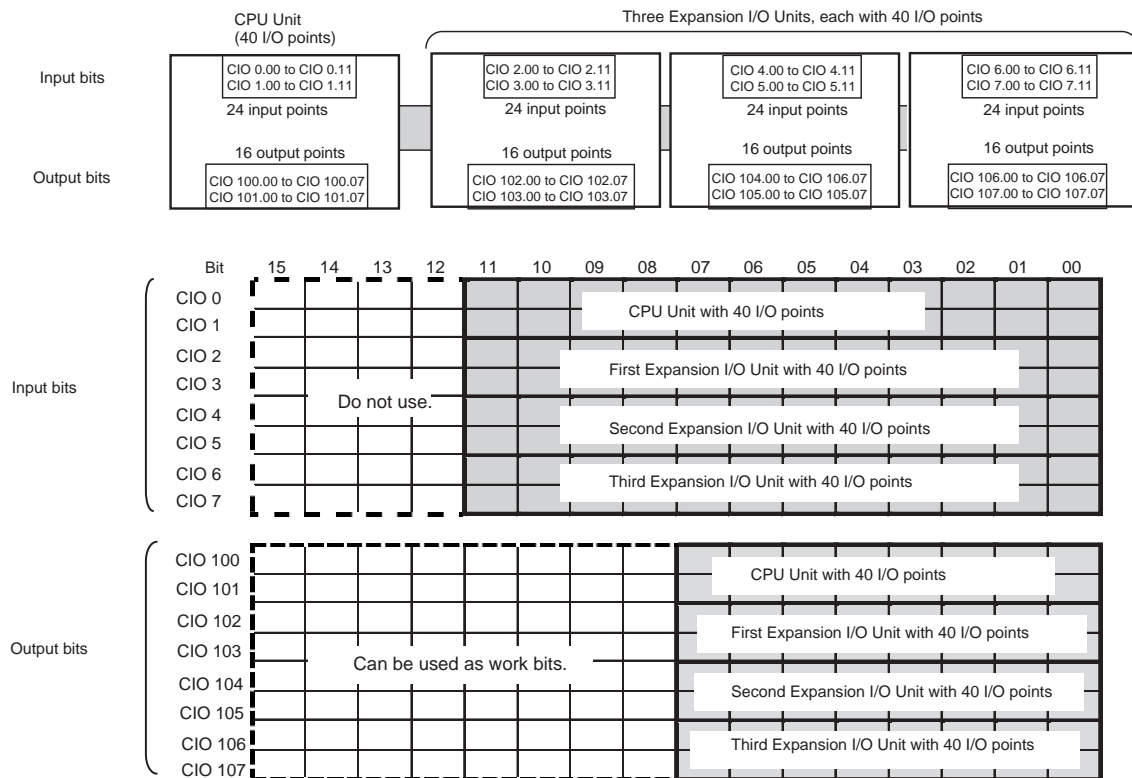 CPU Unit
(40 I/O points)
Three Expansion I/O Units, each with 40 I/O points
Input bits
CIO 0.00 to CIO 0.11
CIO 1.00 to CIO 1.11
24 input points
CIO 2.00 to CIO 2.11
CIO 3.00 to CIO 3.11
24 input points
CIO 4.00 to CIO 4.11
CIO 5.00 to CIO 5.11
24 input points
CIO 6.00 to CIO 6.11
CIO 7.00 to CIO 7.11
24 input points
Output bits
16 output points
CIO 100.00 to CIO 100.07
CIO 101.00 to CIO 101.07
16 output points
CIO 102.00 to CIO 102.07
CIO 103.00 to CIO 103.07
16 output points
CIO 104.00 to CIO 106.07
CIO 105.00 to CIO 105.07
16 output points
CIO 106.00 to CIO 106.07
CIO 107.00 to CIO 107.07
Bit 15 14 13 12 11 10 09 08 07 06 05 04 03 02 01 00
Input bits
CIO 0
CIO 1
CIO 2
CIO 3
CIO 4
CIO 5
CIO 6
CIO 7
Do not use.
CPU Unit with 40 I/O points
First Expansion I/O Unit with 40 I/O points
Second Expansion I/O Unit with 40 I/O points
Third Expansion I/O Unit with 40 I/O points
Output bits
CIO 100
CIO 101
CIO 102
CIO 103
CIO 104
CIO 105
CIO 106
CIO 107
Can be used as work bits.
CPU Unit with 40 I/O points
First Expansion I/O Unit with 40 I/O points
Second Expansion I/O Unit with 40 I/O points
Third Expansion I/O Unit with 40 I/O points